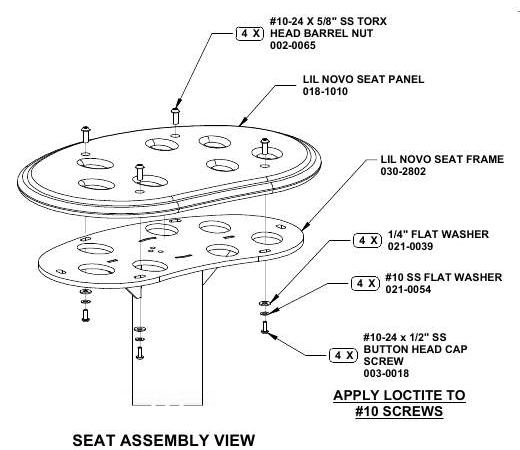 4 X
#10-24 X 5/8" SS TORX
HEAD BARREL NUT
002-0065
LIL NOVO SEAT PANEL
018-1010
LIL NOVO SEAT FRAME
030-2802
4 X
1/4" FLAT WASHER
021-0039
4 X
#10 SS FLAT WASHER
021-0054
4 X
#10-24 x 1/2" SS
BUTTON HEAD CAP
SCREW
003-0018
APPLY LOCTITE TO
#10 SCREWS
SEAT ASSEMBLY VIEW